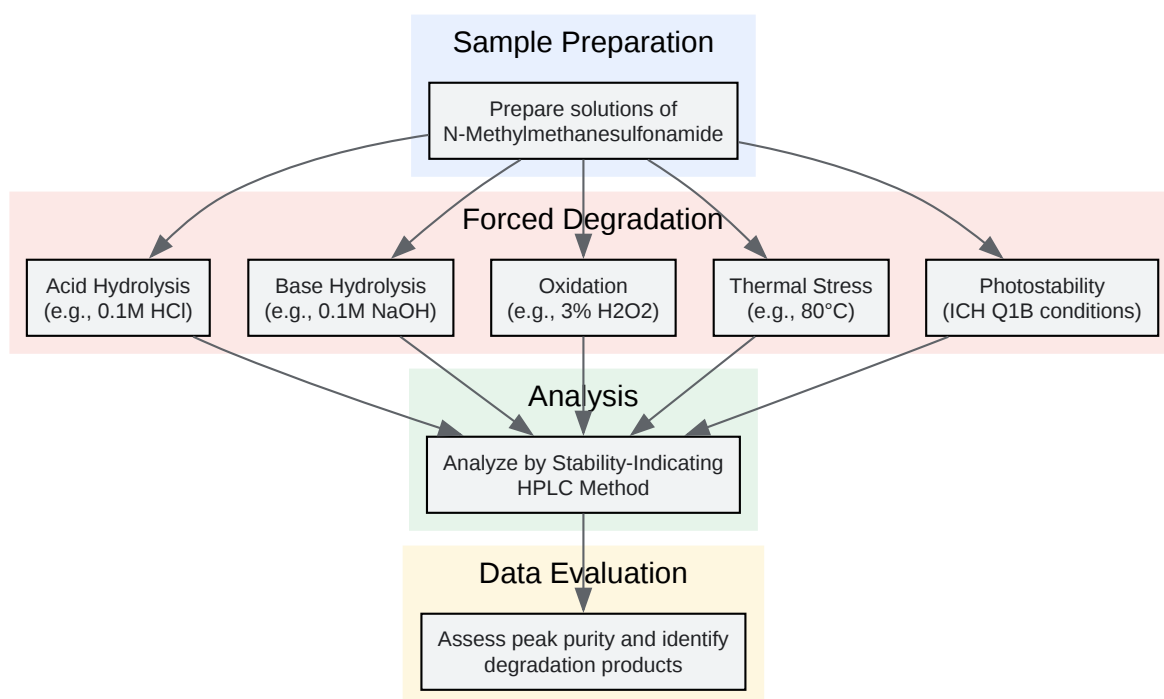 Sample Preparation
Prepare solutions of
N-Methylmethanesulfonamide
Forced Degradation
Acid Hydrolysis
(e.g., 0.1M HCl)
Base Hydrolysis
(e.g., 0.1M NaOH)
Oxidation
(e.g., 3% H2O2)
Thermal Stress
(e.g., 80°C)
Photostability
(ICH Q1B conditions)
Analysis
Analyze by Stability-Indicating
HPLC Method
Data Evaluation
Assess peak purity and identify
degradation products